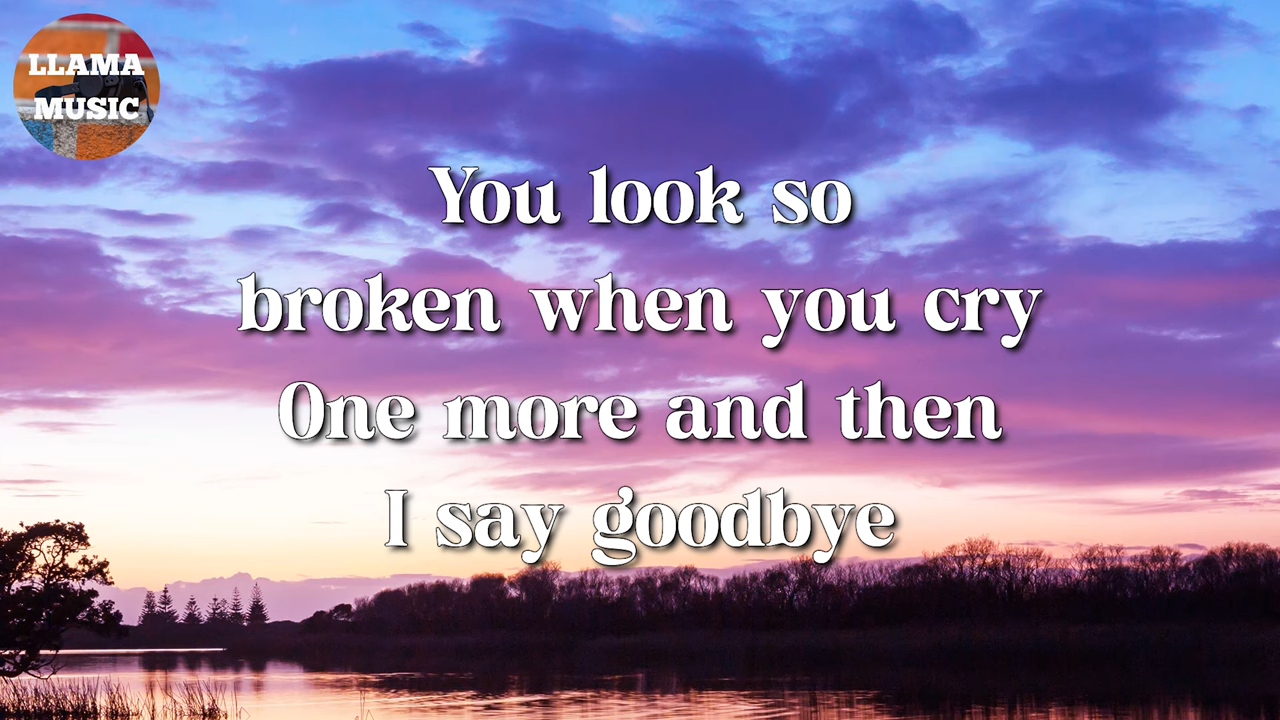 LLAMA
MUSIC
You look so
broken when you cry
One more and then
I say goodbye